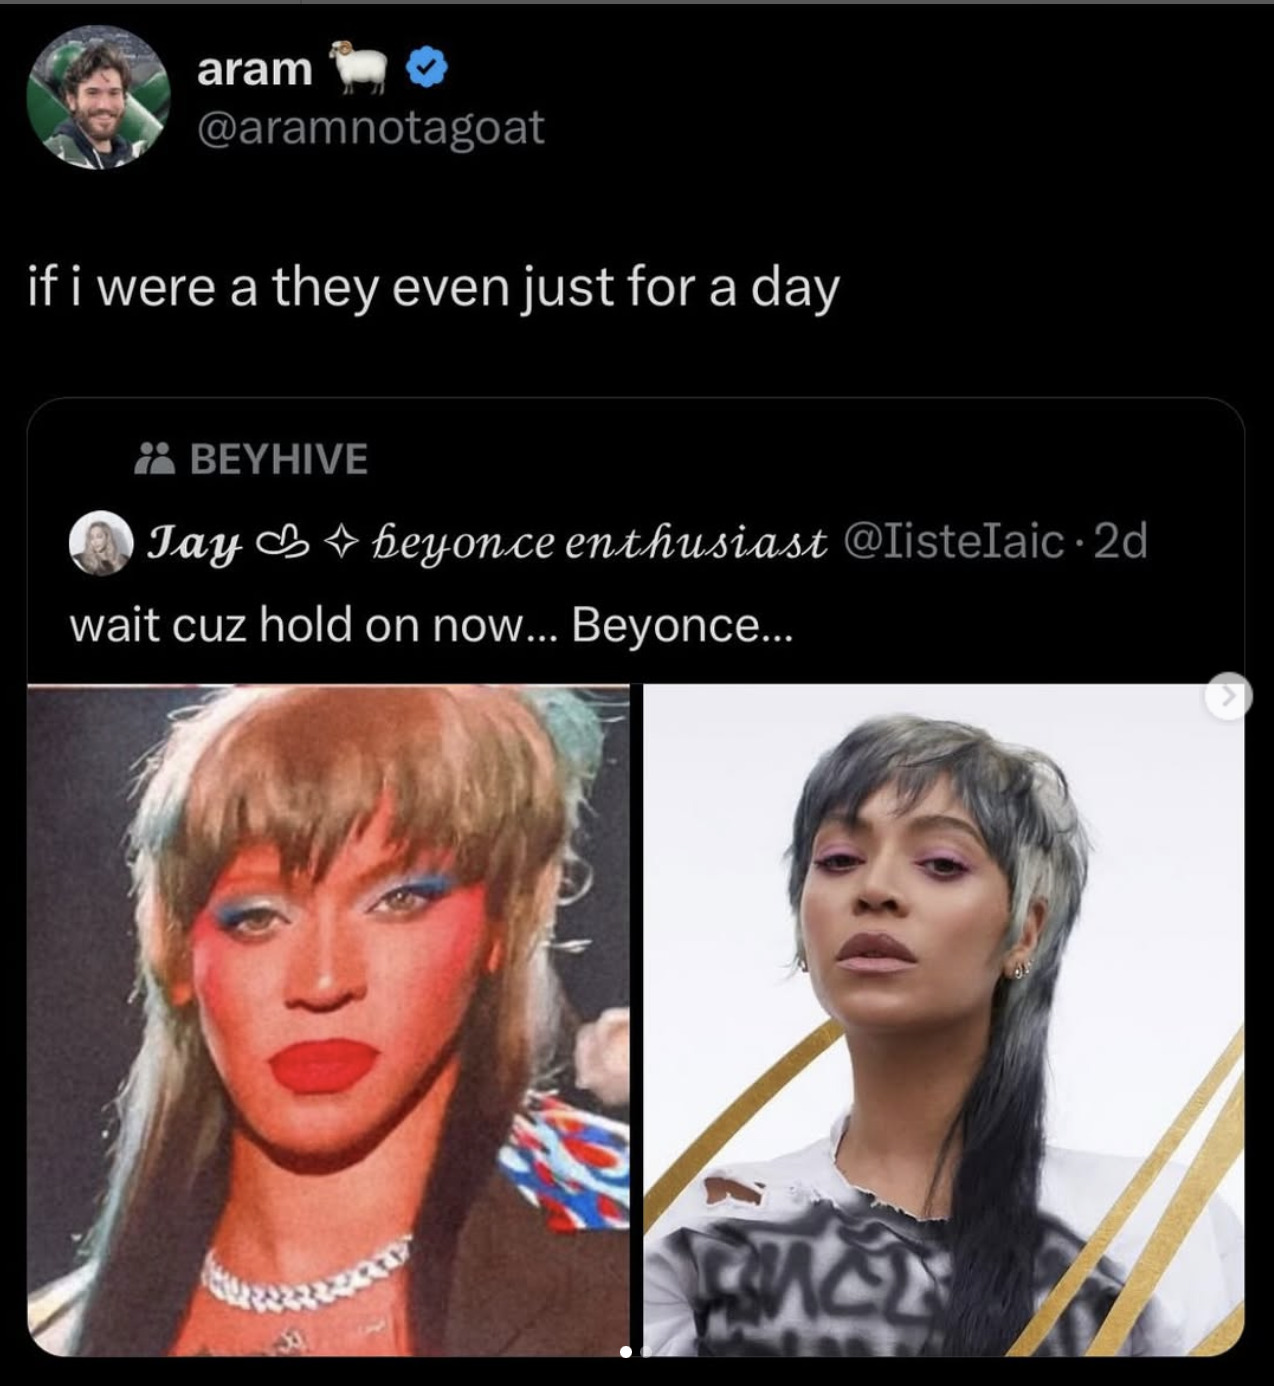 aram 🐏
@aramnotagoat
if i were a they even just for a day
BEYHIVE
𝓙𝓪𝔂 ꨄ ✧ 𝒷ℯ𝓎ℴ𝓃𝒸ℯ ℯ𝓃𝓉𝒽𝓊𝓈𝒾𝒶𝓈𝓉 @IisteIaic · 2d
wait cuz hold on now... Beyonce...